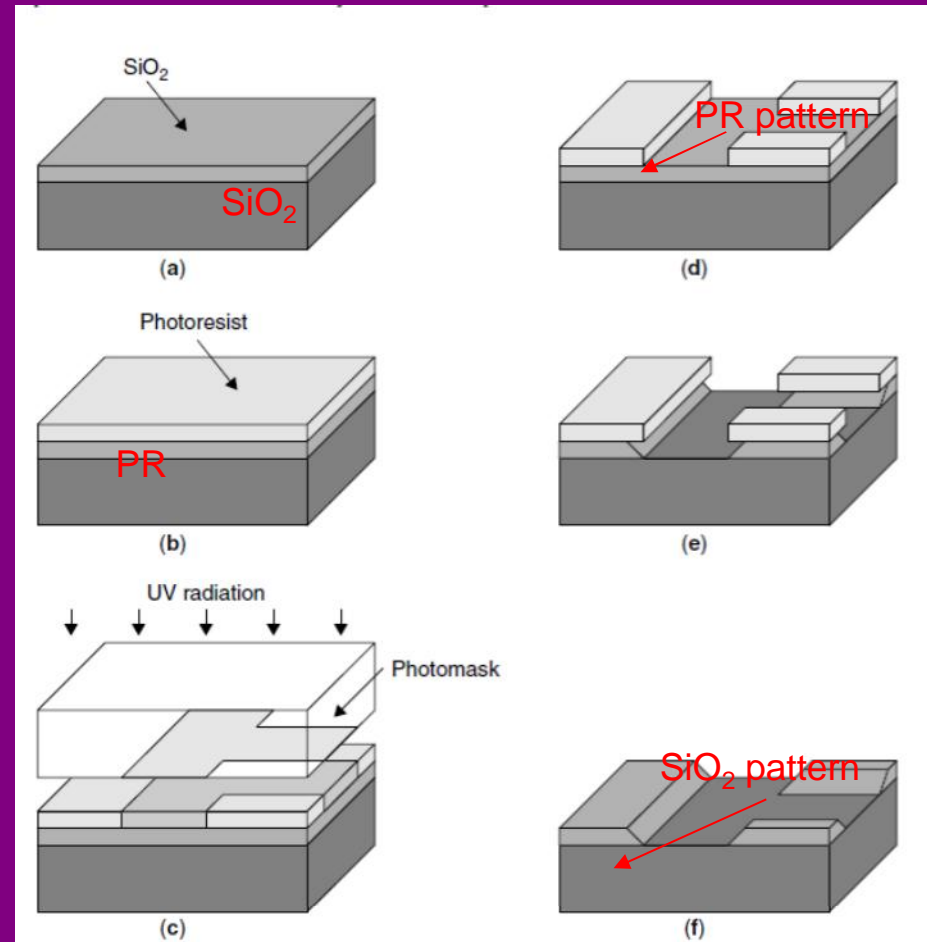 SiO₂
SiO₂
(a)
Photoresist
PR
(b)
UV radiation
Photomask
(c)
PR pattern
(d)
(e)
SiO₂ pattern
(f)